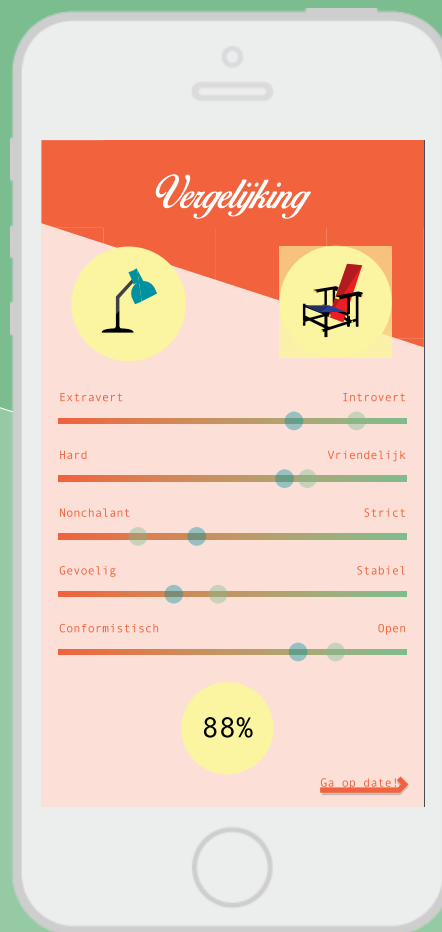 Vergelijking
Extravert Introvert
Hard Vriendelijk
Nonchalant Strict
Gevoelig Stabiel
Conformistisch Open
88%
Ga op date!